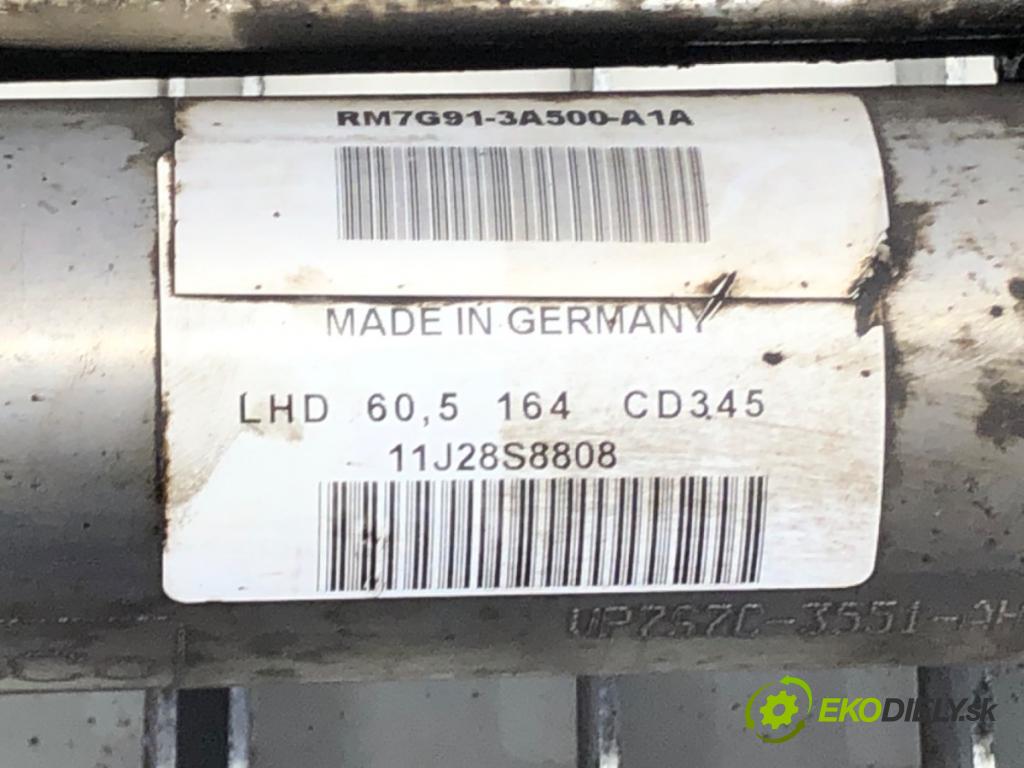 RM7G91-3A500-A1A
MADE IN GERMANY
LHD 60,5 164 CD345
11J28S8808
EKODIELY.sk